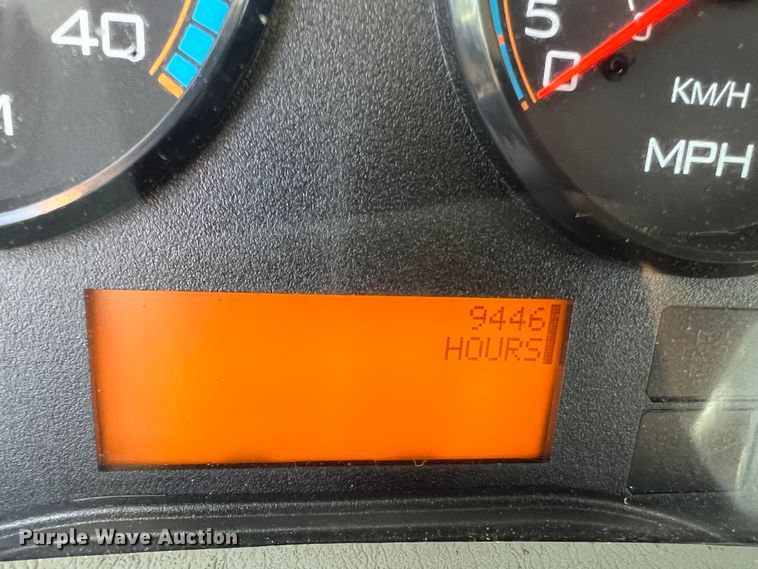 40
M
5
0
KM/H
MPH
9446
HOURS
Purple Wave Auction